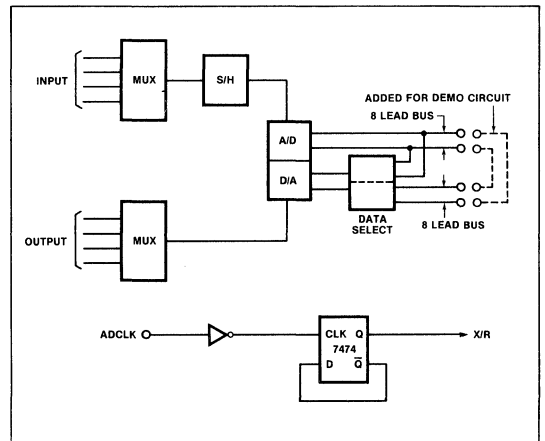 INPUT
MUX
S/H
ADDED FOR DEMO CIRCUIT
8 LEAD BUS
A/D
D/A
DATA
SELECT
8 LEAD BUS
OUTPUT
MUX
ADCLK
CLK Q
7474
D Q̅
X/R